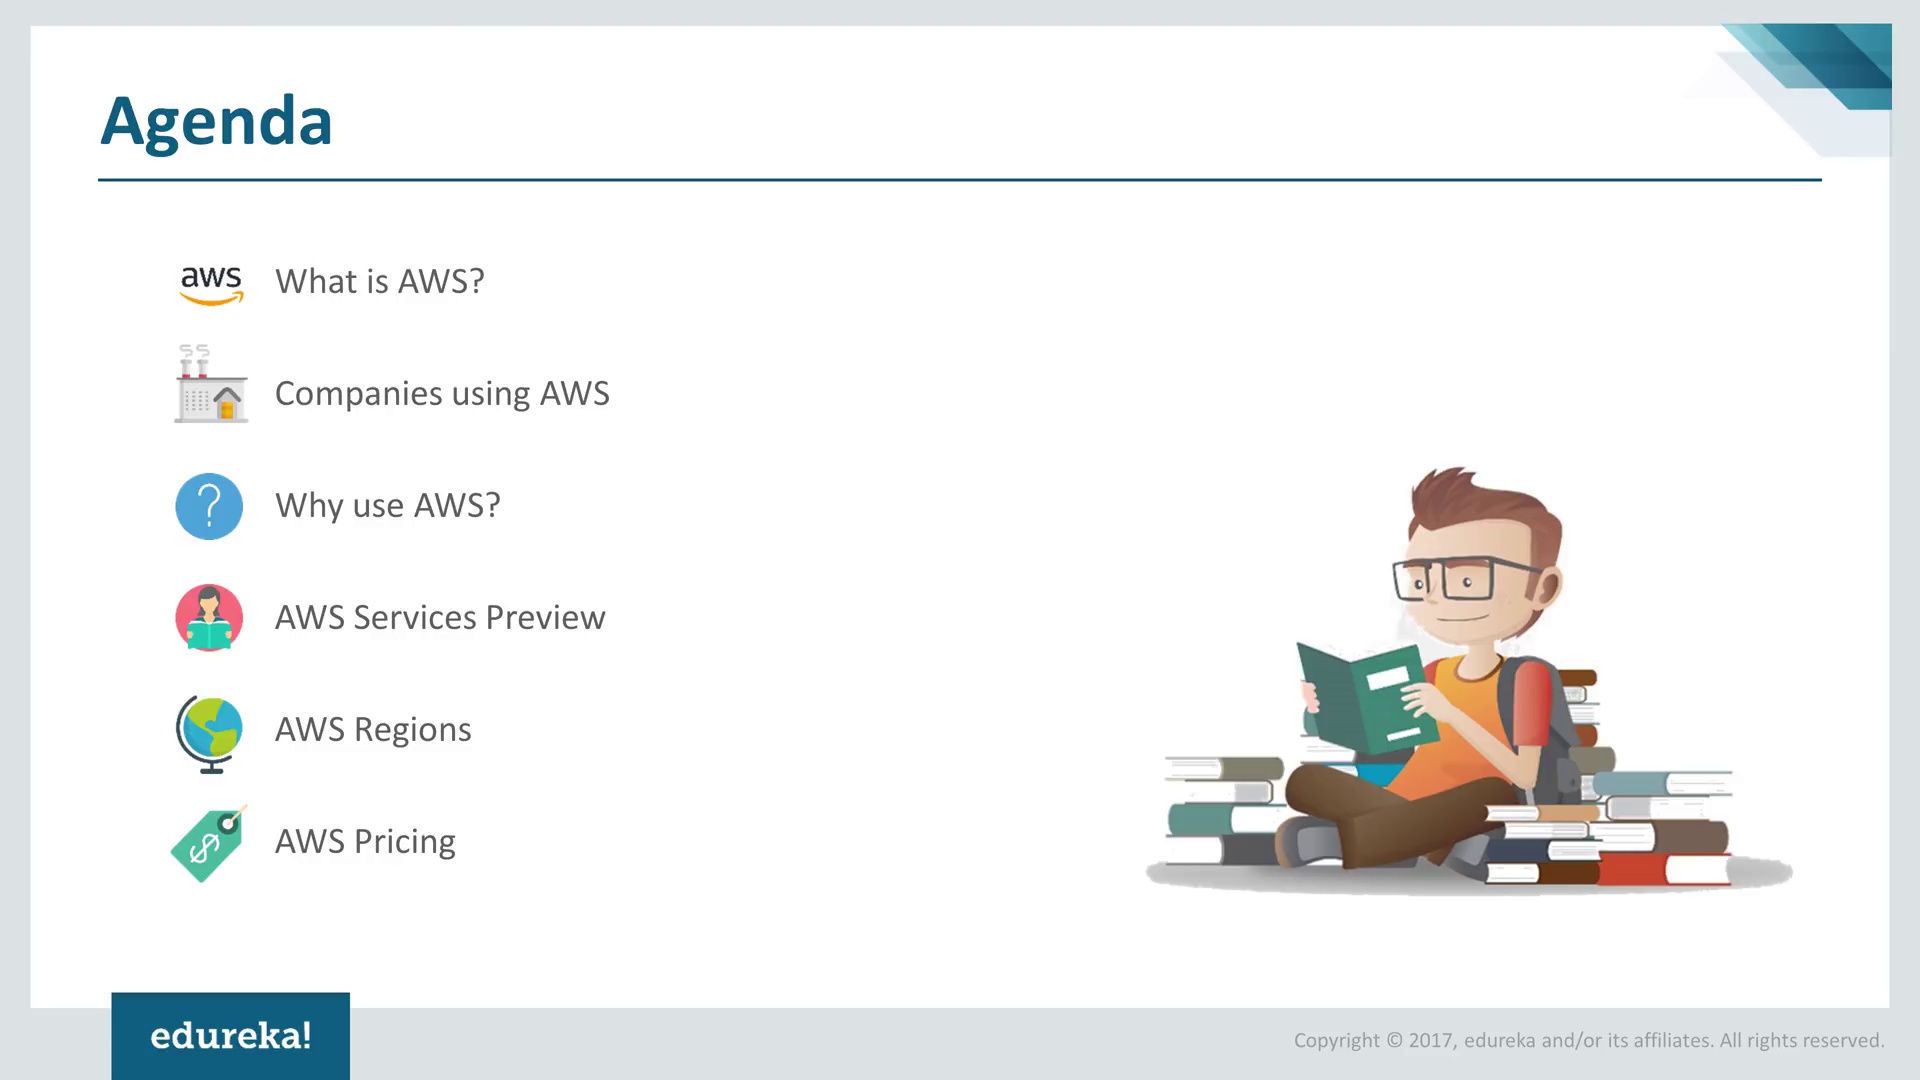 Agenda
aws
What is AWS?
Companies using AWS
?
Why use AWS?
AWS Services Preview
AWS Regions
$
AWS Pricing
edureka!
Copyright © 2017, edureka and/or its affiliates. All rights reserved.